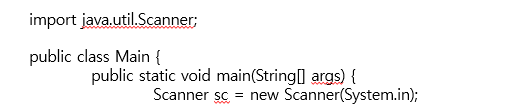 import java.util.Scanner;
public class Main {
public static void main(String[] args) {
Scanner sc = new Scanner(System.in);